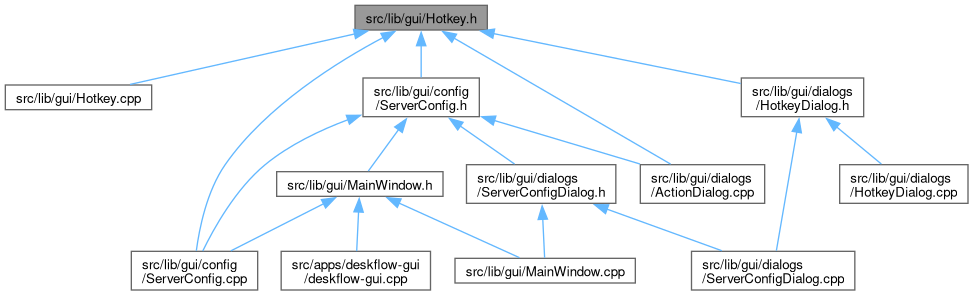 src/lib/gui/Hotkey.h
src/lib/gui/Hotkey.cpp
src/lib/gui/config
/ServerConfig.h
src/lib/gui/dialogs
/HotkeyDialog.h
src/lib/gui/MainWindow.h
src/lib/gui/dialogs
/ServerConfigDialog.h
src/lib/gui/dialogs
/ActionDialog.cpp
src/lib/gui/dialogs
/HotkeyDialog.cpp
src/lib/gui/config
/ServerConfig.cpp
src/apps/deskflow-gui
/deskflow-gui.cpp
src/lib/gui/MainWindow.cpp
src/lib/gui/dialogs
/ServerConfigDialog.cpp